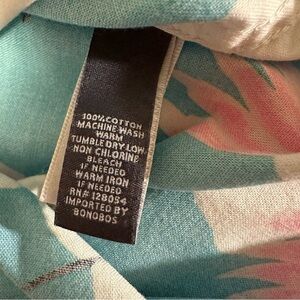 100% COTTON
MACHINE WASH
WARM
TUMBLE DRY LOW
NON CHLORINE
BLEACH
IF NEEDED
WARM IRON
IF NEEDED
RN# 128054
IMPORTED BY
BONOBOS